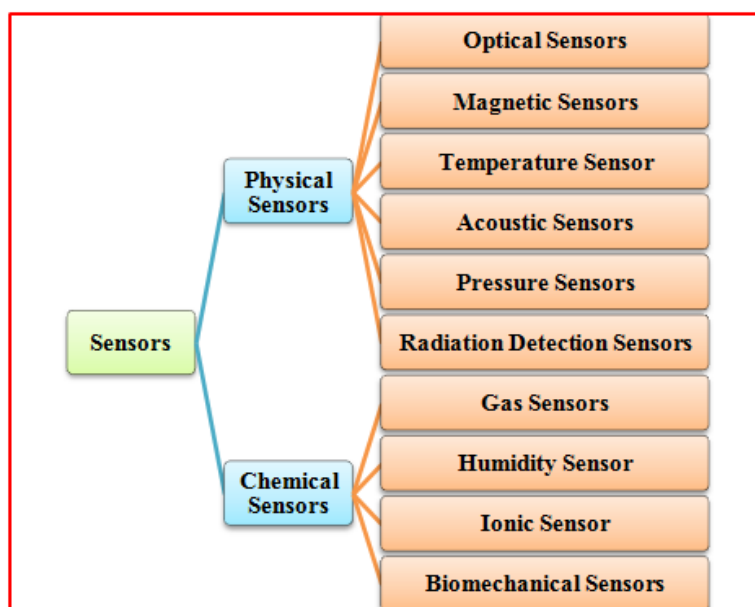 Optical Sensors
Magnetic Sensors
Temperature Sensor
Physical
Sensors
Acoustic Sensors
Pressure Sensors
Sensors
Radiation Detection Sensors
Gas Sensors
Humidity Sensor
Chemical
Sensors
Ionic Sensor
Biomechanical Sensors